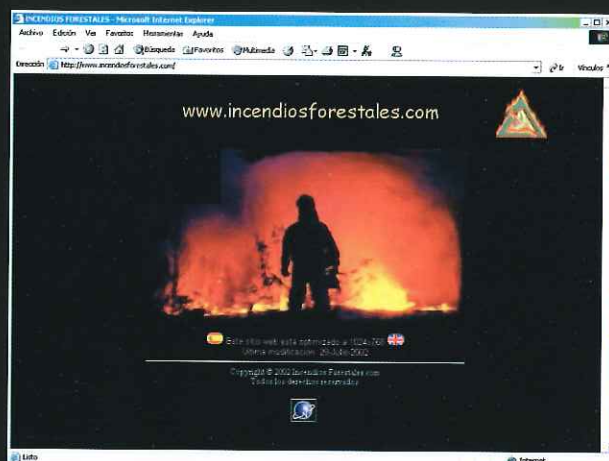 INCENDIOS FORESTALES - Microsoft Internet Explorer
Archivo Edición Ver Favoritos Herramientas Ayuda
Búsqueda Favoritos Multimedia
Dirección http://www.incendiosforestales.com/ Ir Vínculos
www.incendiosforestales.com
Este sitio web está optimizado a 1024x768
Última modificación: 29-Julio-2002
Copyright © 2002 Incendios Forestales.com
Todos los derechos reservados
Listo Internet